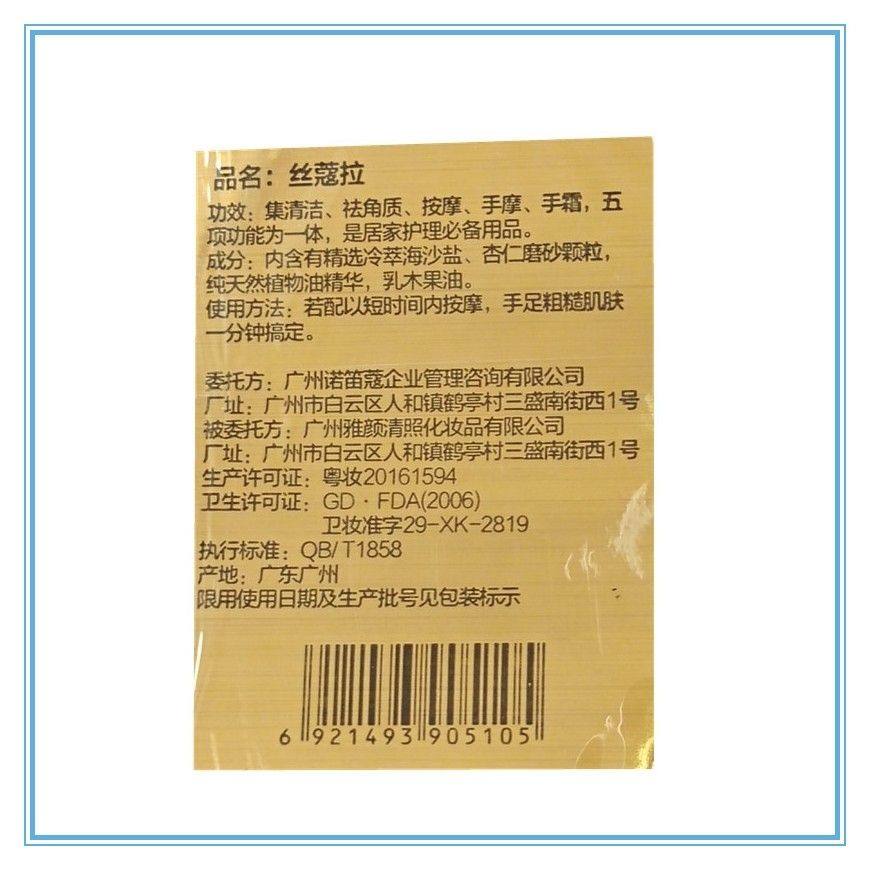 品名：丝蔻拉
功效：集清洁、祛角质、按摩、手摩、手霜，五
项功能为一体，是居家护理必备用品。
成分：内含有精选冷萃海沙盐、杏仁磨砂颗粒，
纯天然植物油精华，乳木果油。
使用方法：若配以短时间内按摩，手足粗糙肌肤
一分钟搞定。
委托方：广州诺笛蔻企业管理咨询有限公司
厂址：广州市白云区人和镇鹤亭村三盛南街西1号
被委托方：广州雅颜清照化妆品有限公司
厂址：广州市白云区人和镇鹤亭村三盛南街西1号
生产许可证：粤妆20161594
卫生许可证：GD·FDA(2006)
卫妆准字29-XK-2819
执行标准：QB/T1858
产地：广东广州
限用使用日期及生产批号见包装标示
6 921493 905105